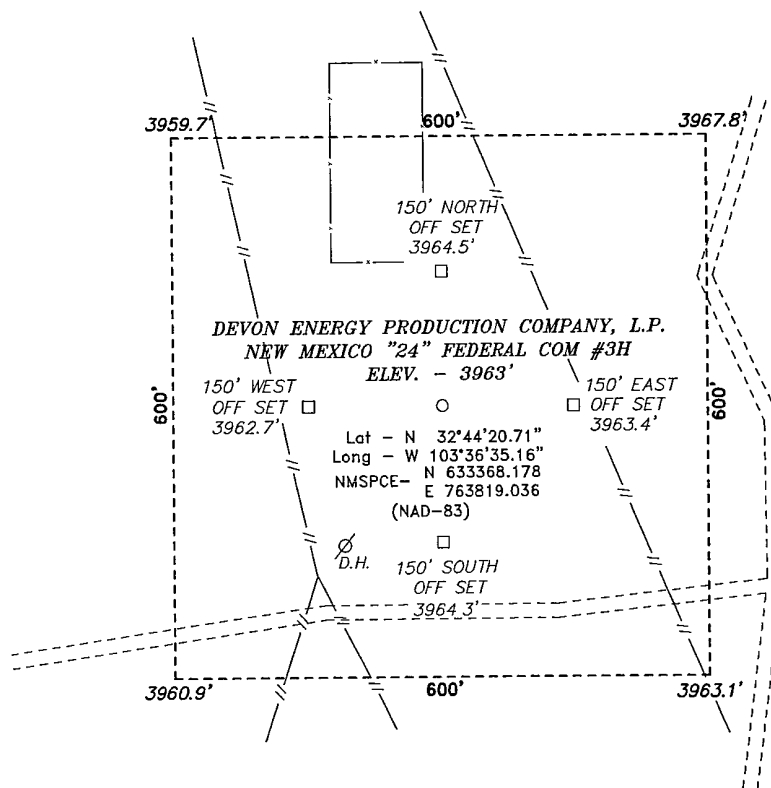 3959.7'
600'
3967.8'
150' NORTH
OFF SET
3964.5'
DEVON ENERGY PRODUCTION COMPANY, L.P.
NEW MEXICO "24" FEDERAL COM #3H
ELEV. - 3963'
600'
150' WEST
OFF SET
3962.7'
150' EAST
OFF SET
3963.4'
600'
Lat - N 32°44'20.71"
Long - W 103°36'35.16"
NMSPCE- N 633368.178
E 763819.036
(NAD-83)
D.H.
150' SOUTH
OFF SET
3964.3'
3960.9'
600'
3963.1'